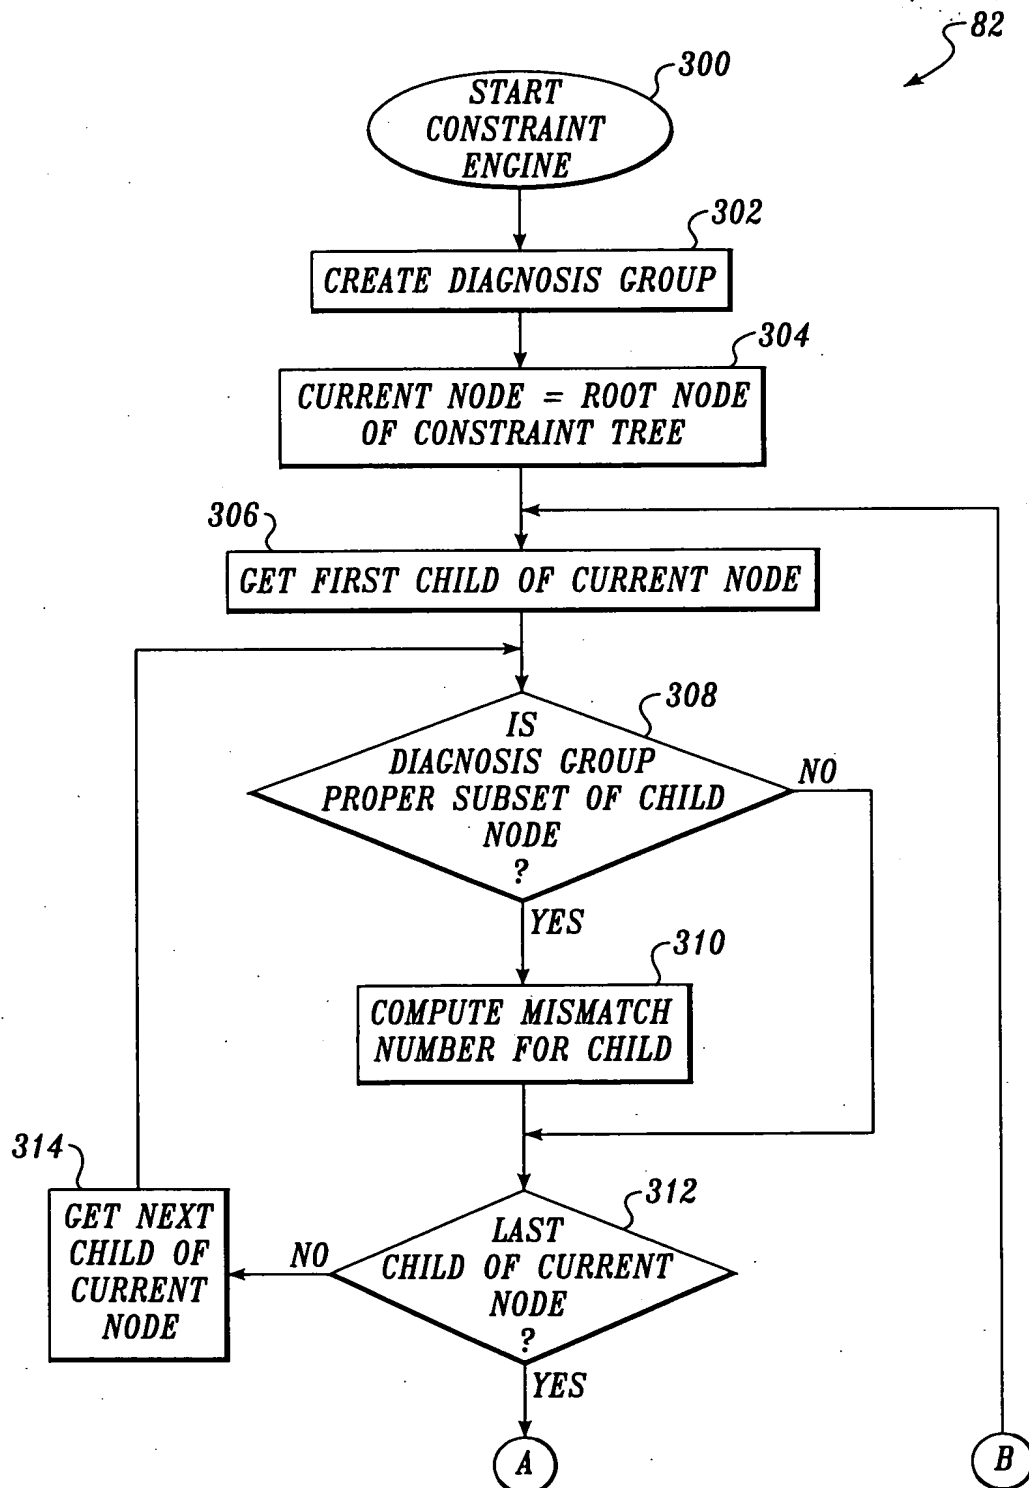 82
300
START
CONSTRAINT
ENGINE
302
CREATE DIAGNOSIS GROUP
304
CURRENT NODE = ROOT NODE
OF CONSTRAINT TREE
306
GET FIRST CHILD OF CURRENT NODE
308
IS
DIAGNOSIS GROUP
PROPER SUBSET OF CHILD
NODE
?
NO
YES
310
COMPUTE MISMATCH
NUMBER FOR CHILD
314
GET NEXT
CHILD OF
CURRENT
NODE
NO
312
LAST
CHILD OF CURRENT
NODE
?
YES
A
B